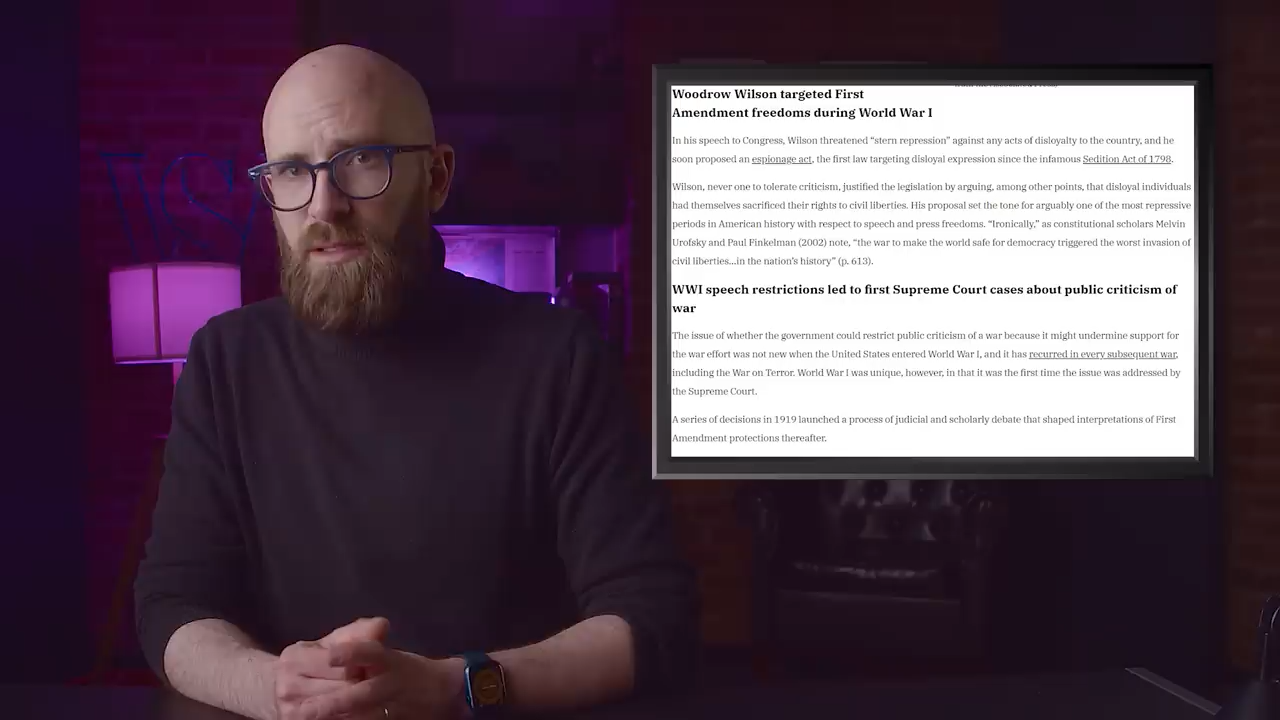 Woodrow Wilson targeted First
Amendment freedoms during World War I
In his speech to Congress, Wilson threatened “stern repression” against any acts of disloyalty to the country, and he
soon proposed an espionage act, the first law targeting disloyal expression since the infamous Sedition Act of 1798.
Wilson, never one to tolerate criticism, justified the legislation by arguing, among other points, that disloyal individuals
had themselves sacrificed their rights to civil liberties. His proposal set the tone for arguably one of the most repressive
periods in American history with respect to speech and press freedoms. “Ironically,” as constitutional scholars Melvin
Urofsky and Paul Finkelman (2002) note, “the war to make the world safe for democracy triggered the worst invasion of
civil liberties…in the nation’s history” (p. 613).
WWI speech restrictions led to first Supreme Court cases about public criticism of
war
The issue of whether the government could restrict public criticism of a war because it might undermine support for
the war effort was not new when the United States entered World War I, and it has recurred in every subsequent war,
including the War on Terror. World War I was unique, however, in that it was the first time the issue was addressed by
the Supreme Court.
A series of decisions in 1919 launched a process of judicial and scholarly debate that shaped interpretations of First
Amendment protections thereafter.